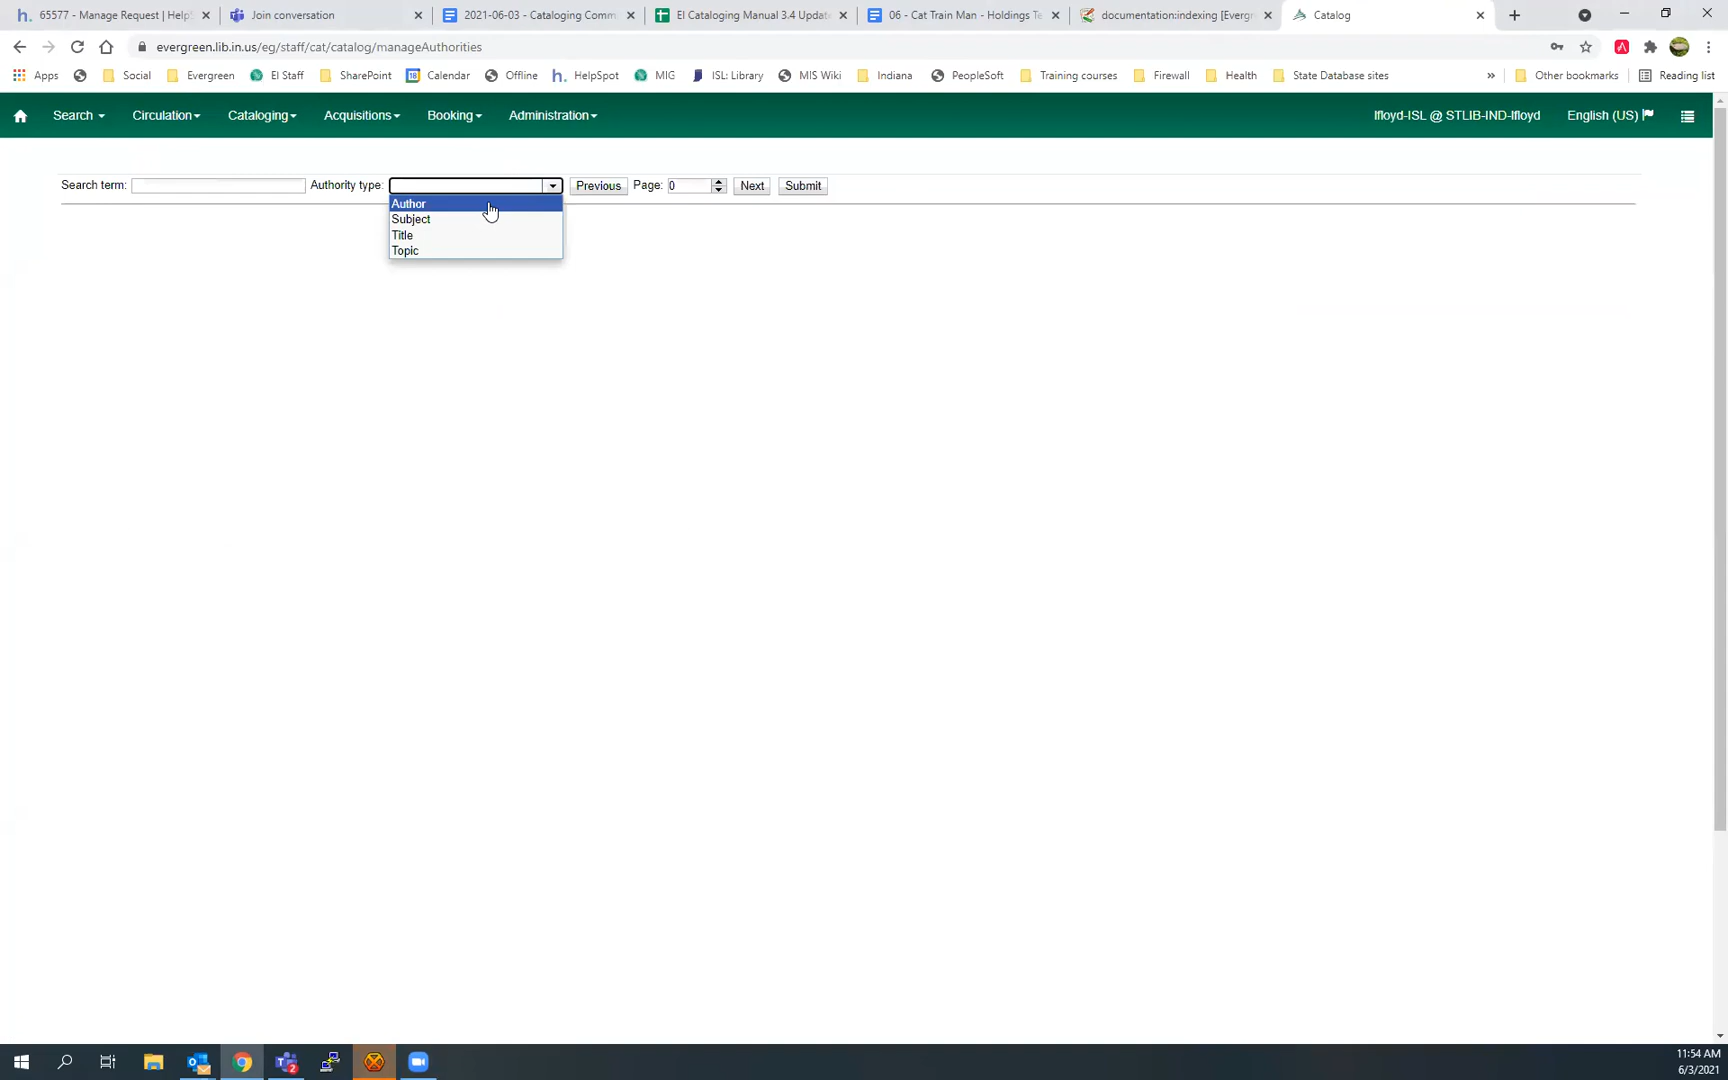 65577 - Manage Request | Help
Join conversation
2021-06-03 - Cataloging Comm
EI Cataloging Manual 3.4 Updat
06 - Cat Train Man - Holdings Te
documentation:indexing [Evergr
Catalog
evergreen.lib.in.us/eg/staff/cat/catalog/manageAuthorities
Apps
Social
Evergreen
EI Staff
SharePoint
Calendar
Offline
HelpSpot
MIG
ISL: Library
MIS Wiki
Indiana
PeopleSoft
Training courses
Firewall
Health
State Database sites
Other bookmarks
Reading list
Search
Circulation
Cataloging
Acquisitions
Booking
Administration
lfloyd-ISL @ STLIB-IND-lfloyd
English (US)
Search term:
Authority type:
Previous
Page: 0
Next
Submit
Author
Subject
Title
Topic
11:54 AM
6/3/2021